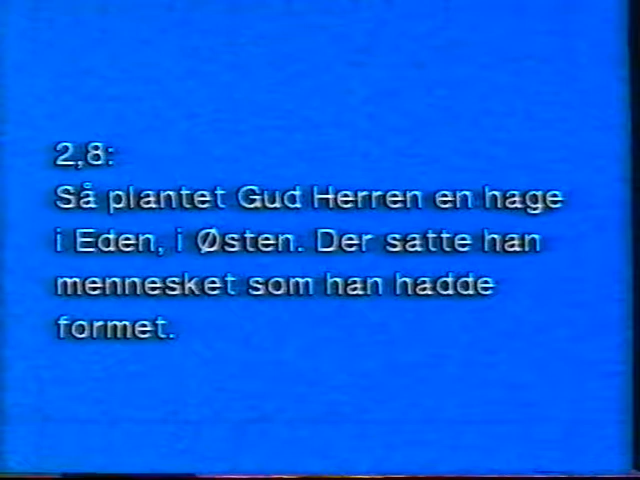 2,8:
Så plantet Gud Herren en hage
i Eden, i Østen. Der satte han
mennesket som han hadde
formet.